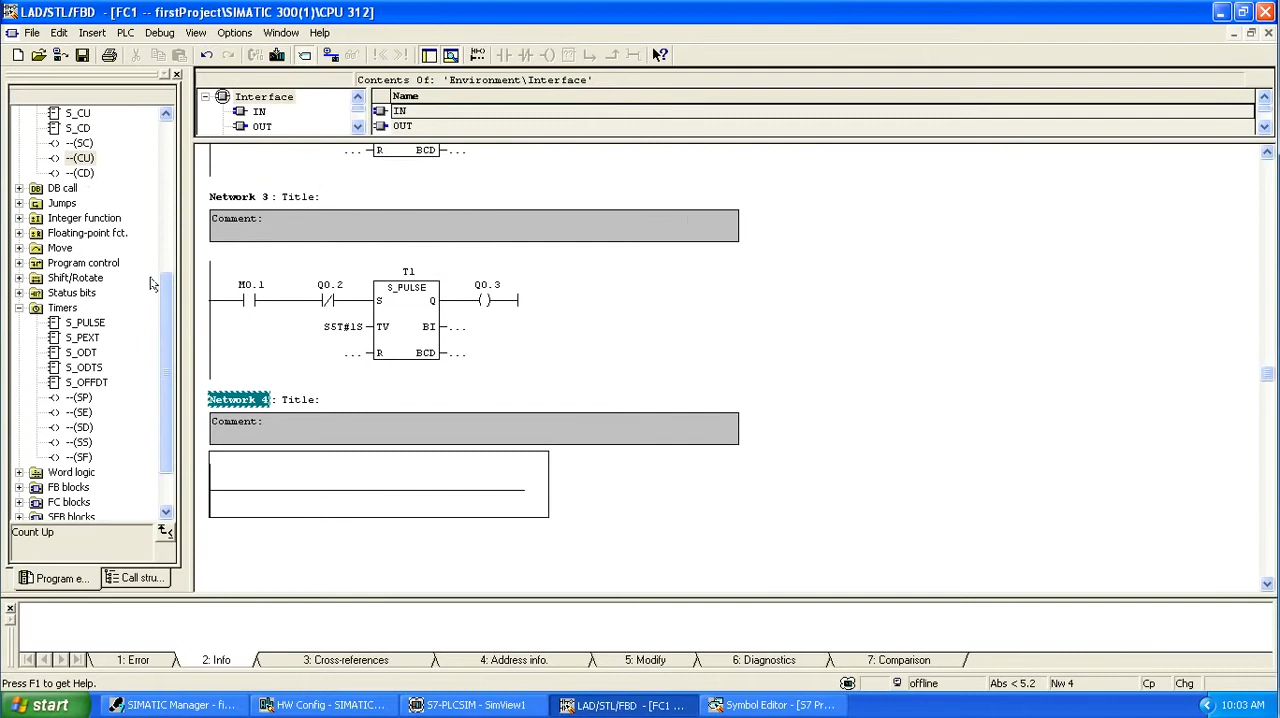 LAD/STL/FBD - [FC1 -- firstProject\SIMATIC 300(1)\CPU 312]
File Edit Insert PLC Debug View Options Window Help
Contents Of: 'Environment\Interface'
Interface
IN
OUT
Name
IN
OUT
S_CU
S_CD
--(SC)
--(CU)
--(CD)
DB call
Jumps
Integer function
Floating-point fct.
Move
Program control
Shift/Rotate
Status bits
Timers
S_PULSE
S_PEXT
S_ODT
S_ODTS
S_OFFDT
--(SP)
--(SE)
--(SD)
--(SS)
--(SF)
Word logic
FB blocks
FC blocks
SFB blocks
Count Up
Program e... Call stru...
... R BCD ...
Network 3 : Title:
Comment:
T1
M0.1 Q0.2 S_PULSE Q0.3
S Q
S5T#1S TV BI ...
... R BCD ...
Network 4 : Title:
Comment:
1: Error 2: Info 3: Cross-references 4: Address info. 5: Modify 6: Diagnostics 7: Comparison
Press F1 to get Help. offline Abs < 5.2 Nw 4 Cp Chg
start SIMATIC Manager - fi... HW Config - SIMATIC... S7-PLCSIM - SimView1 LAD/STL/FBD - [FC1 ... Symbol Editor - [S7 Pr... 10:03 AM